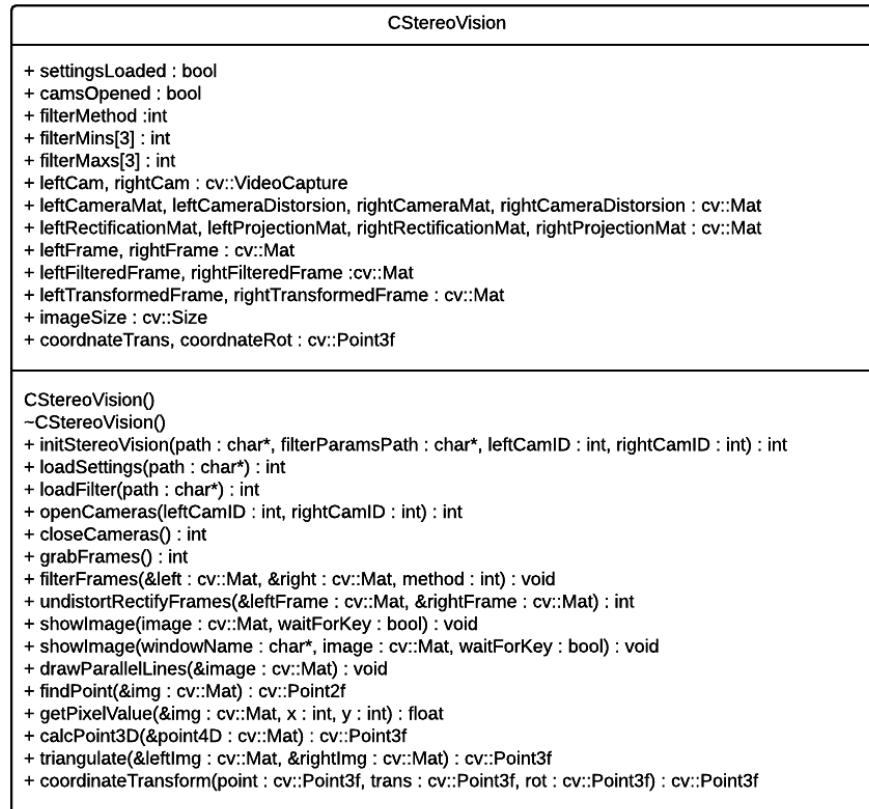 CStereoVision
+ settingsLoaded : bool
+ camsOpened : bool
+ filterMethod :int
+ filterMins[3] : int
+ filterMaxs[3] : int
+ leftCam, rightCam : cv::VideoCapture
+ leftCameraMat, leftCameraDistorsion, rightCameraMat, rightCameraDistorsion : cv::Mat
+ leftRectificationMat, leftProjectionMat, rightRectificationMat, rightProjectionMat : cv::Mat
+ leftFrame, rightFrame : cv::Mat
+ leftFilteredFrame, rightFilteredFrame :cv::Mat
+ leftTransformedFrame, rightTransformedFrame : cv::Mat
+ imageSize : cv::Size
+ coordnateTrans, coordnateRot : cv::Point3f
CStereoVision()
~CStereoVision()
+ initStereoVision(path : char*, filterParamsPath : char*, leftCamID : int, rightCamID : int) : int
+ loadSettings(path : char*) : int
+ loadFilter(path : char*) : int
+ openCameras(leftCamID : int, rightCamID : int) : int
+ closeCameras() : int
+ grabFrames() : int
+ filterFrames(&left : cv::Mat, &right : cv::Mat, method : int) : void
+ undistortRectifyFrames(&leftFrame : cv::Mat, &rightFrame : cv::Mat) : int
+ showImage(image : cv::Mat, waitForKey : bool) : void
+ showImage(windowName : char*, image : cv::Mat, waitForKey : bool) : void
+ drawParallelLines(&image : cv::Mat) : void
+ findPoint(&img : cv::Mat) : cv::Point2f
+ getPixelValue(&img : cv::Mat, x : int, y : int) : float
+ calcPoint3D(&point4D : cv::Mat) : cv::Point3f
+ triangulate(&leftImg : cv::Mat, &rightImg : cv::Mat) : cv::Point3f
+ coordinateTransform(point : cv::Point3f, trans : cv::Point3f, rot : cv::Point3f) : cv::Point3f